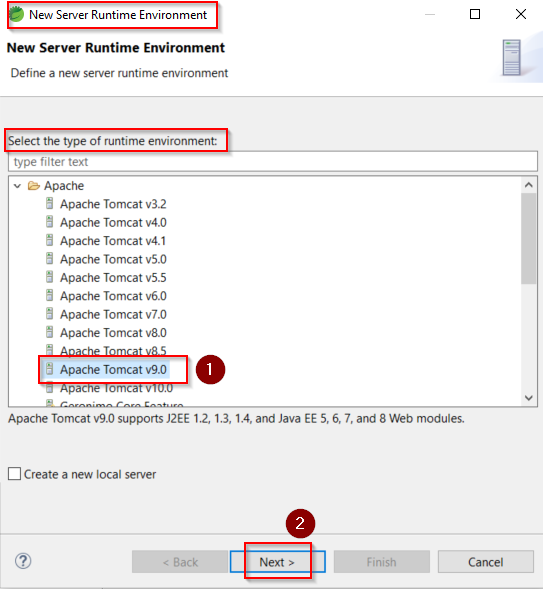 New Server Runtime Environment
New Server Runtime Environment
Define a new server runtime environment
Select the type of runtime environment:
type filter text
Apache
Apache Tomcat v3.2
Apache Tomcat v4.0
Apache Tomcat v4.1
Apache Tomcat v5.0
Apache Tomcat v5.5
Apache Tomcat v6.0
Apache Tomcat v7.0
Apache Tomcat v8.0
Apache Tomcat v8.5
Apache Tomcat v9.0
1
Apache Tomcat v10.0
Geronimo Core Feature
Apache Tomcat v9.0 supports J2EE 1.2, 1.3, 1.4, and Java EE 5, 6, 7, and 8 Web modules.
Create a new local server
2
?
< Back
Next >
Finish
Cancel